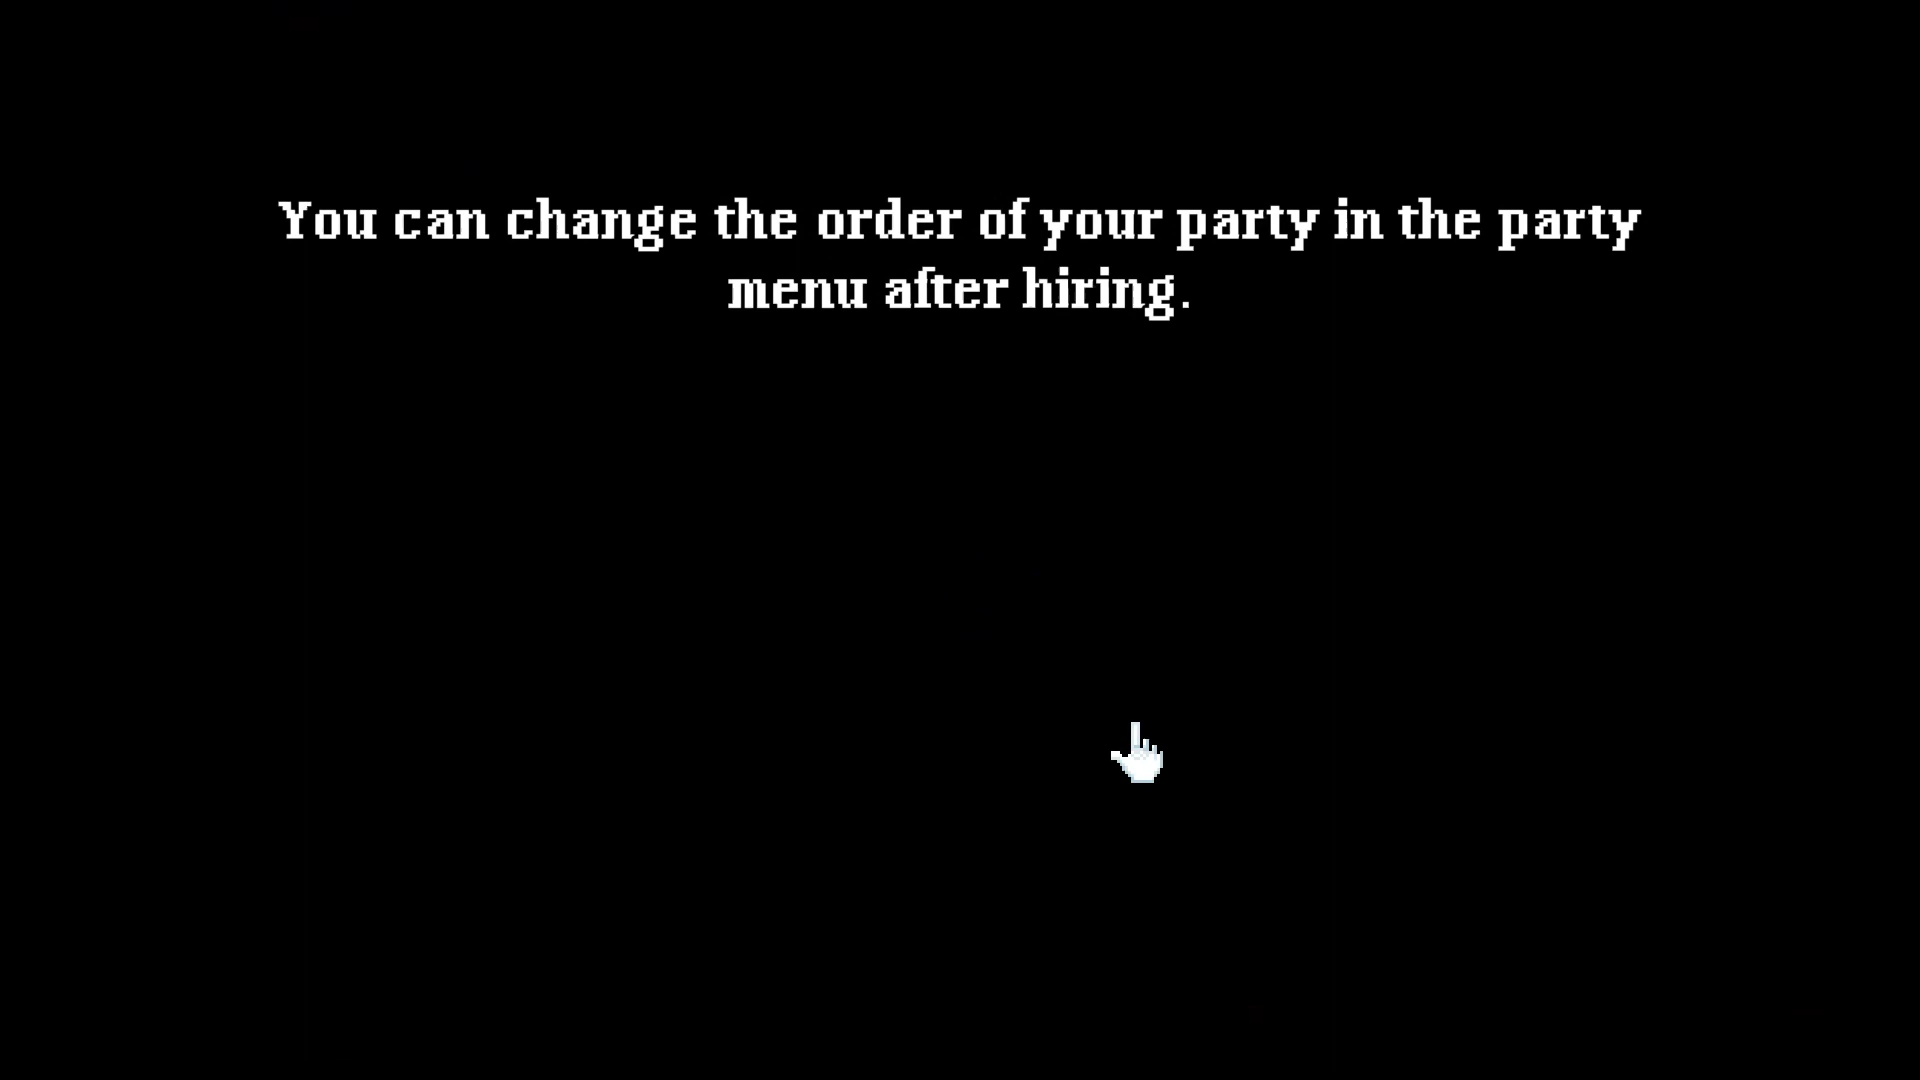 You can change the order of your party in the party
menu after hiring.